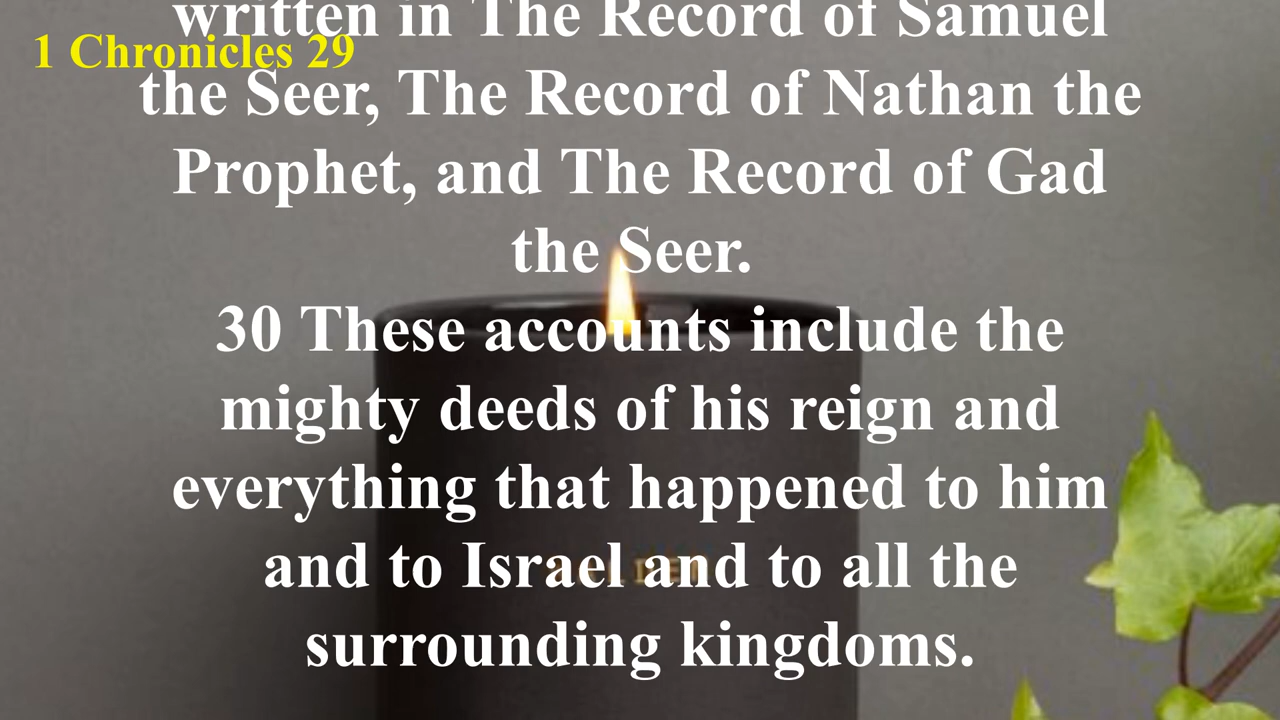 written in The Record of Samuel
1 Chronicles 29
the Seer, The Record of Nathan the
Prophet, and The Record of Gad
the Seer.
30 These accounts include the
mighty deeds of his reign and
everything that happened to him
and to Israel and to all the
surrounding kingdoms.